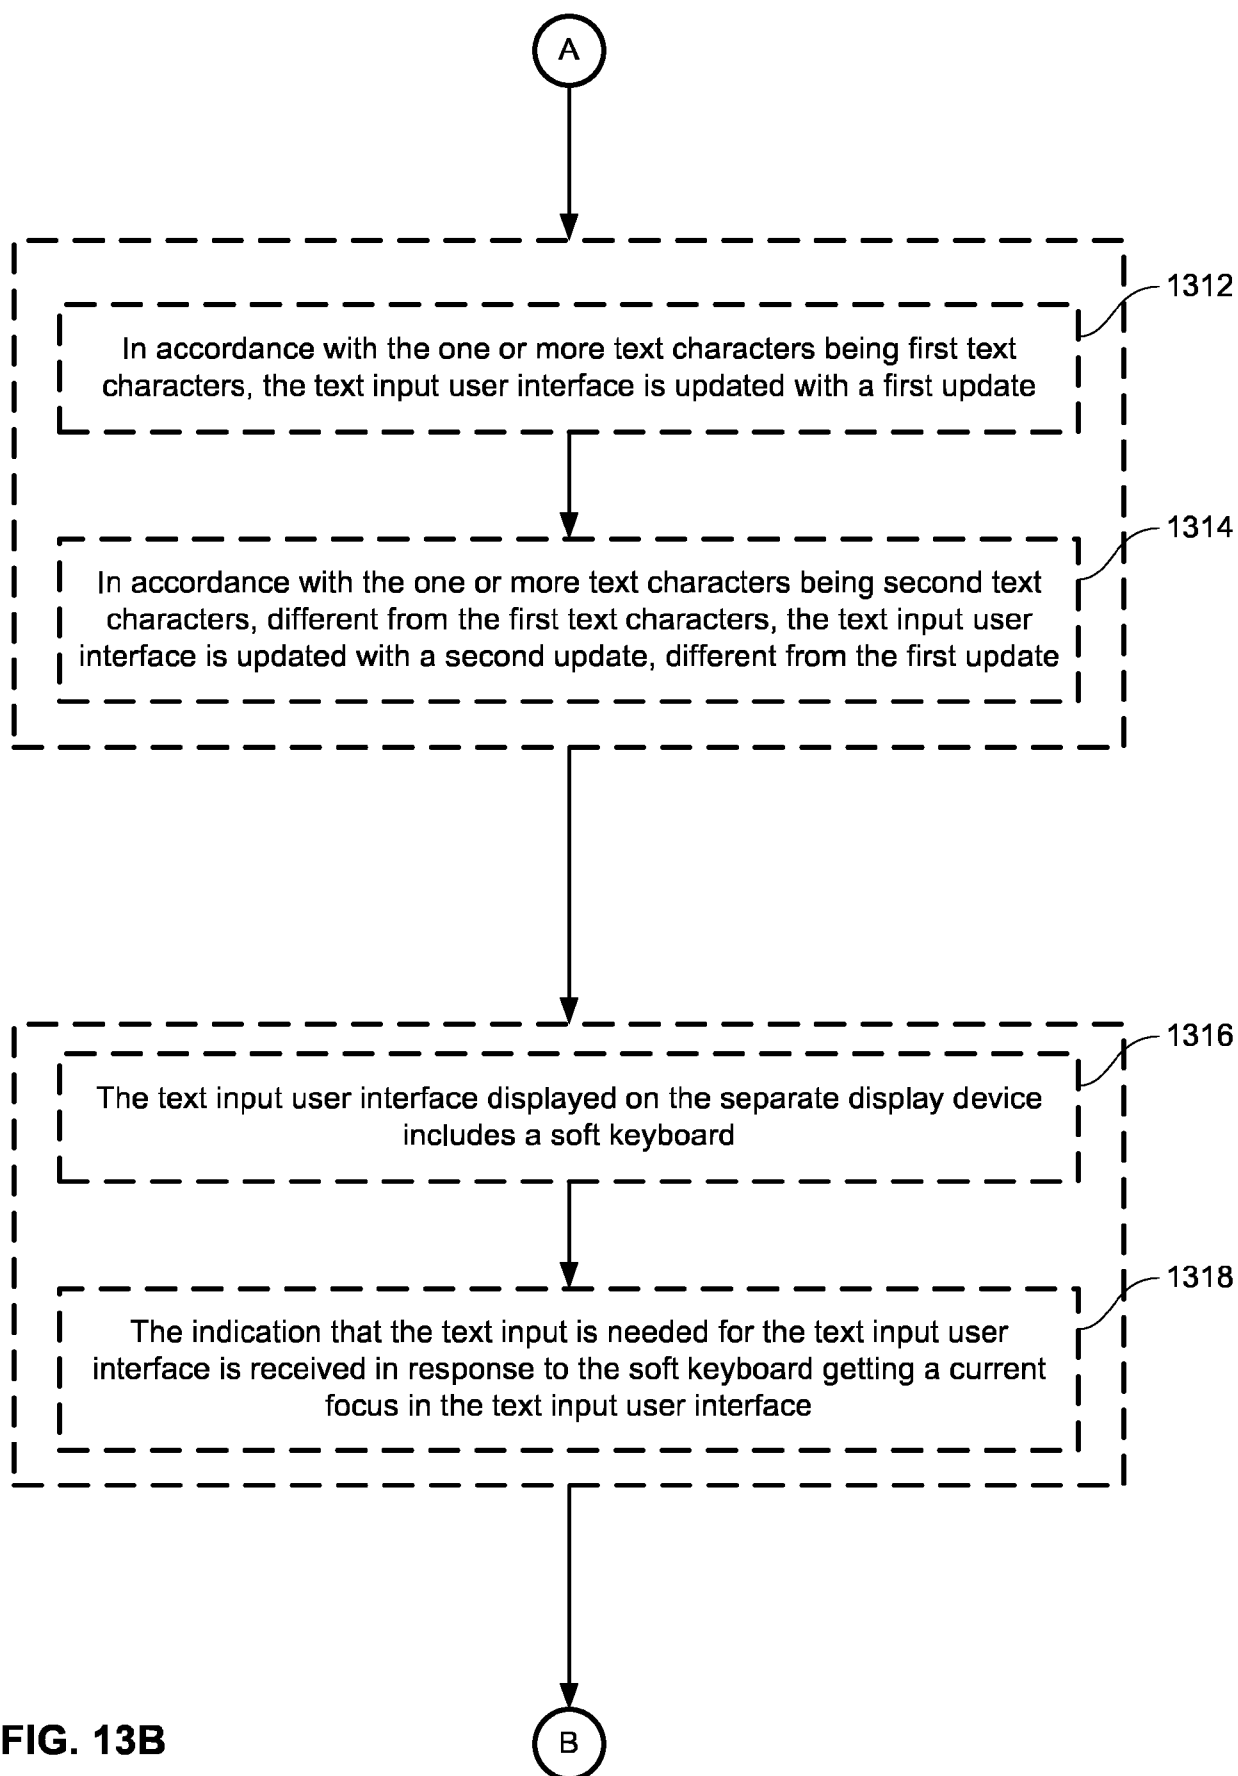 A
1312
In accordance with the one or more text characters being first text
characters, the text input user interface is updated with a first update
1314
In accordance with the one or more text characters being second text
characters, different from the first text characters, the text input user
interface is updated with a second update, different from the first update
1316
The text input user interface displayed on the separate display device
includes a soft keyboard
1318
The indication that the text input is needed for the text input user
interface is received in response to the soft keyboard getting a current
focus in the text input user interface
FIG. 13B
B